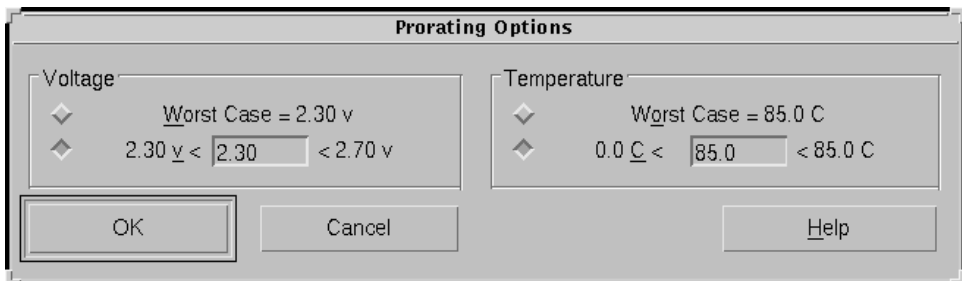 Prorating Options
Voltage
Worst Case = 2.30 v
2.30 v < 2.30 < 2.70 v
Temperature
Worst Case = 85.0 C
0.0 C < 85.0 < 85.0 C
OK
Cancel
Help